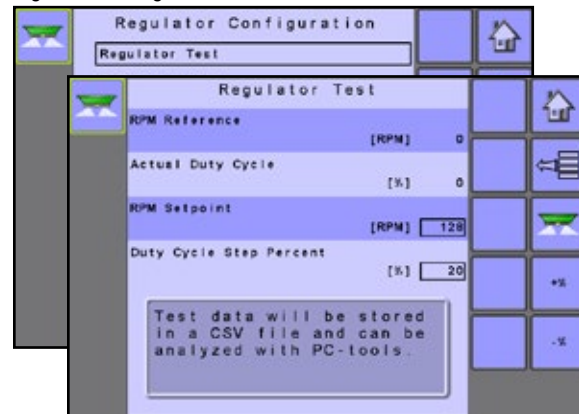 Regulator Configuration
Regulator Test
Regulator Test
RPM Reference
[RPM] 0
Actual Duty Cycle
[%] 0
RPM Setpoint
[RPM] 128
Duty Cycle Step Percent
[%] 20
+%
-%
Test data will be stored
in a CSV file and can be
analyzed with PC-tools.